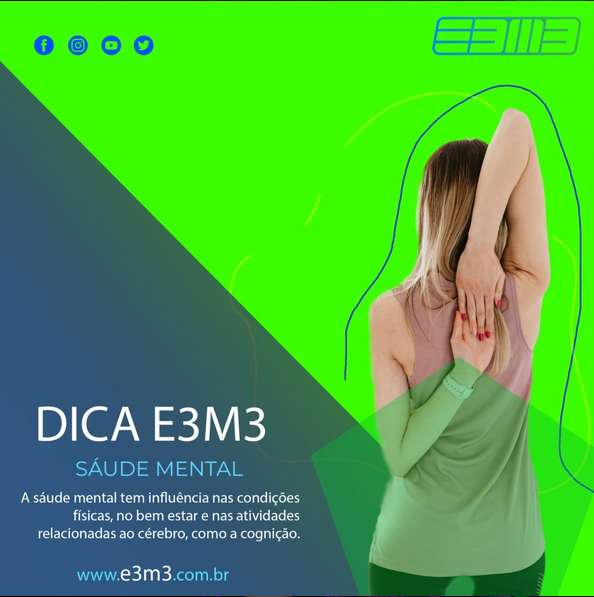 E3M3
DICA E3M3
SÁUDE MENTAL
A sáude mental tem influência nas condições
físicas, no bem estar e nas atividades
relacionadas ao cérebro, como a cognição.
www.e3m3.com.br